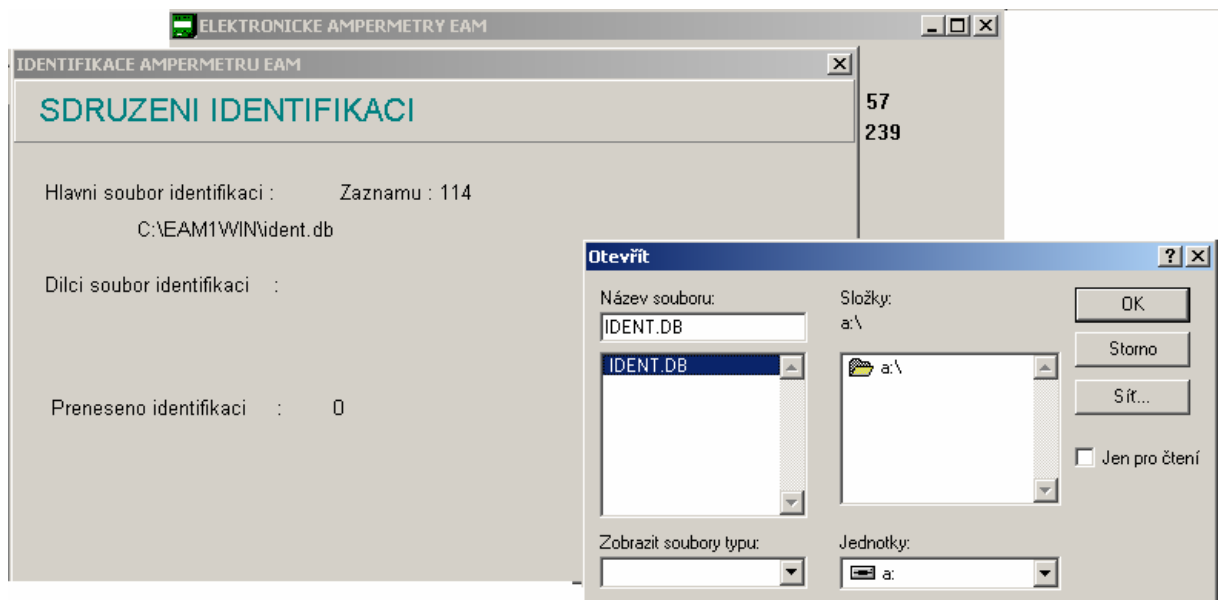 ELEKTRONICKE AMPERMETRY EAM
IDENTIFIKACE AMPERMETRU EAM
SDRUZENI IDENTIFIKACI
57
239
Hlavni soubor identifikaci : Zaznamu : 114
C:\EAM1WIN\ident.db
Dilci soubor identifikaci :
Preneseno identifikaci : 0
Otevřít
Název souboru:
IDENT.DB
IDENT.DB
Složky:
a:\
a:\
OK
Storno
Síť...
Jen pro čtení
Zobrazit soubory typu:
Jednotky:
a: